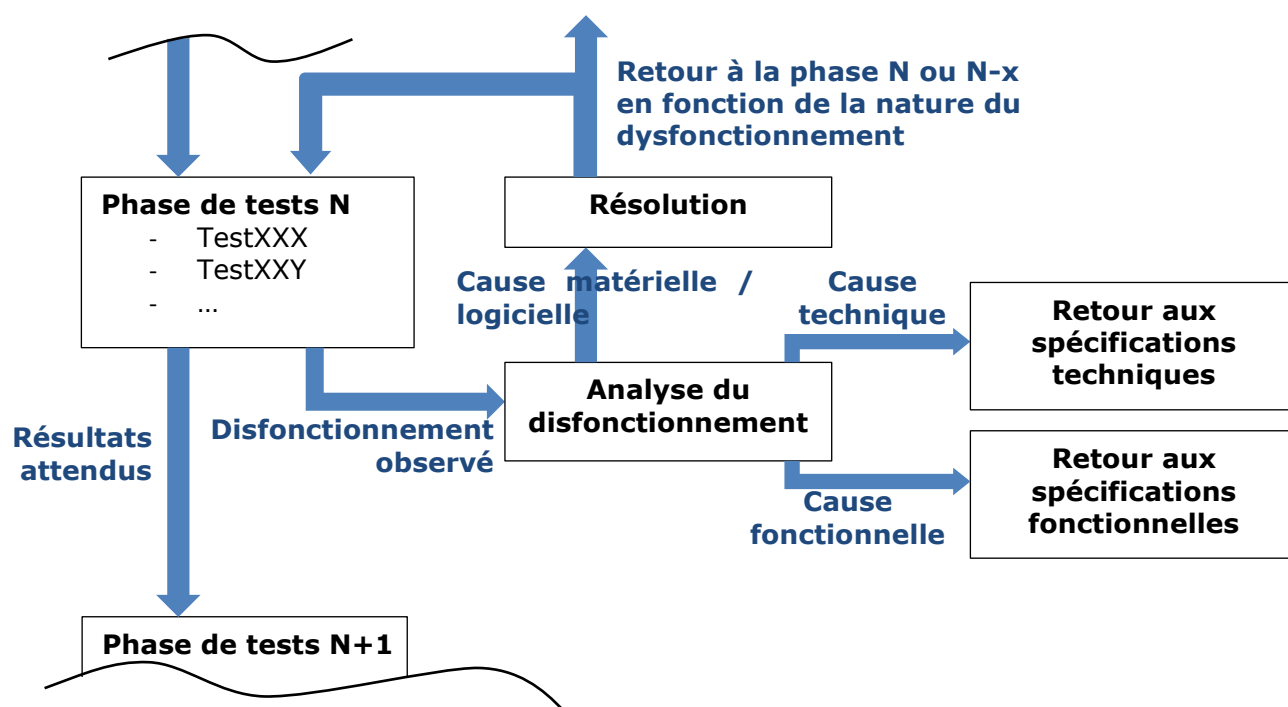 Retour à la phase N ou N-x
en fonction de la nature du
dysfonctionnement
Phase de tests N
- TestXXX
- TestXXY
- ...
Résolution
Cause matérielle /
logicielle
Cause
technique
Retour aux
spécifications
techniques
Analyse du
disfonctionnement
Résultats
attendus
Disfonctionnement
observé
Cause
fonctionnelle
Retour aux
spécifications
fonctionnelles
Phase de tests N+1